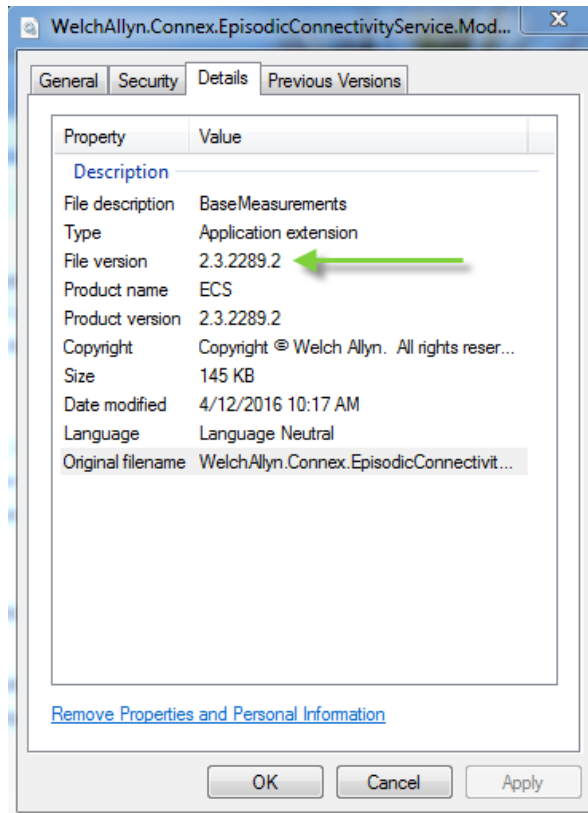 WelchAllyn.Connex.EpisodicConnectivityService.Mod...
General Security Details Previous Versions
Property Value
Description
File description BaseMeasurements
Type Application extension
File version 2.3.2289.2
Product name ECS
Product version 2.3.2289.2
Copyright Copyright © Welch Allyn. All rights reser...
Size 145 KB
Date modified 4/12/2016 10:17 AM
Language Language Neutral
Original filename WelchAllyn.Connex.EpisodicConnectivit...
Remove Properties and Personal Information
OK Cancel Apply